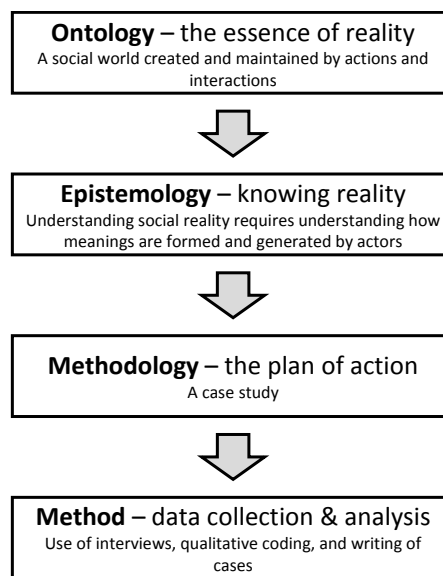 Ontology – the essence of reality
A social world created and maintained by actions and
interactions
Epistemology – knowing reality
Understanding social reality requires understanding how
meanings are formed and generated by actors
Methodology – the plan of action
A case study
Method – data collection & analysis
Use of interviews, qualitative coding, and writing of
cases